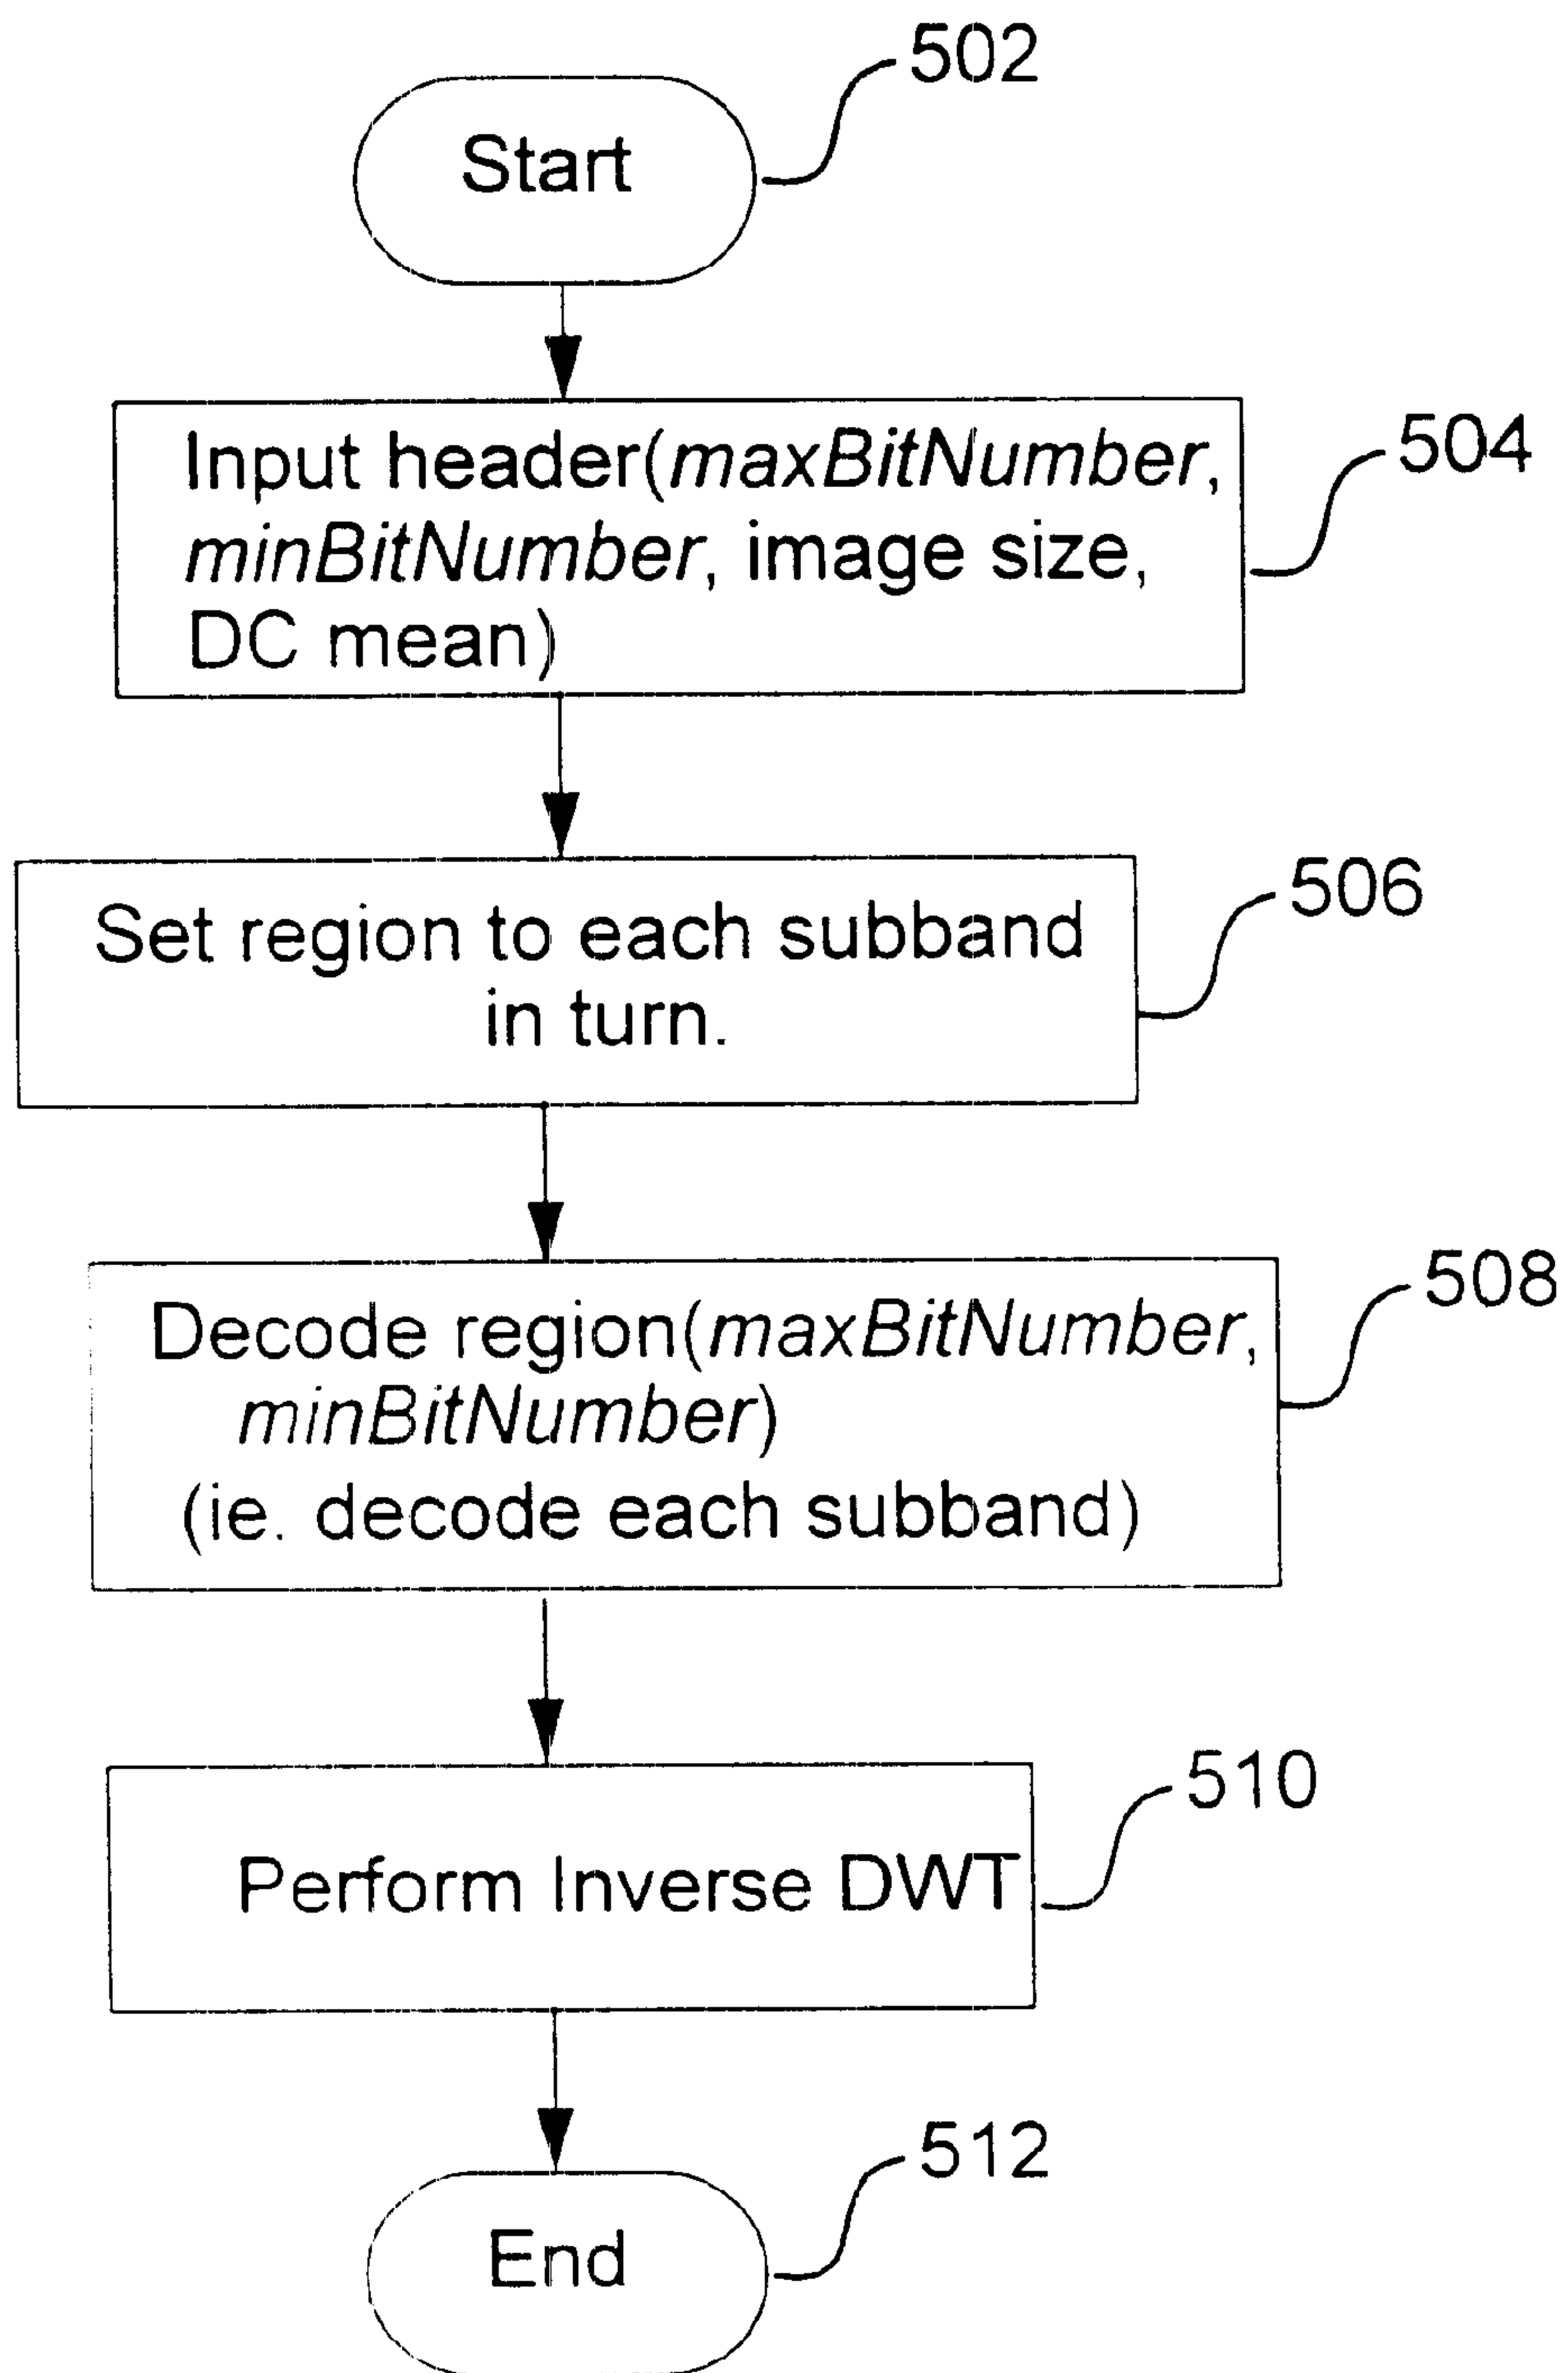 502
Start
504
Input header(maxBitNumber,
minBitNumber, image size,
DC mean)
506
Set region to each subband
in turn.
508
Decode region(maxBitNumber,
minBitNumber)
(ie. decode each subband)
510
Perform Inverse DWT
512
End